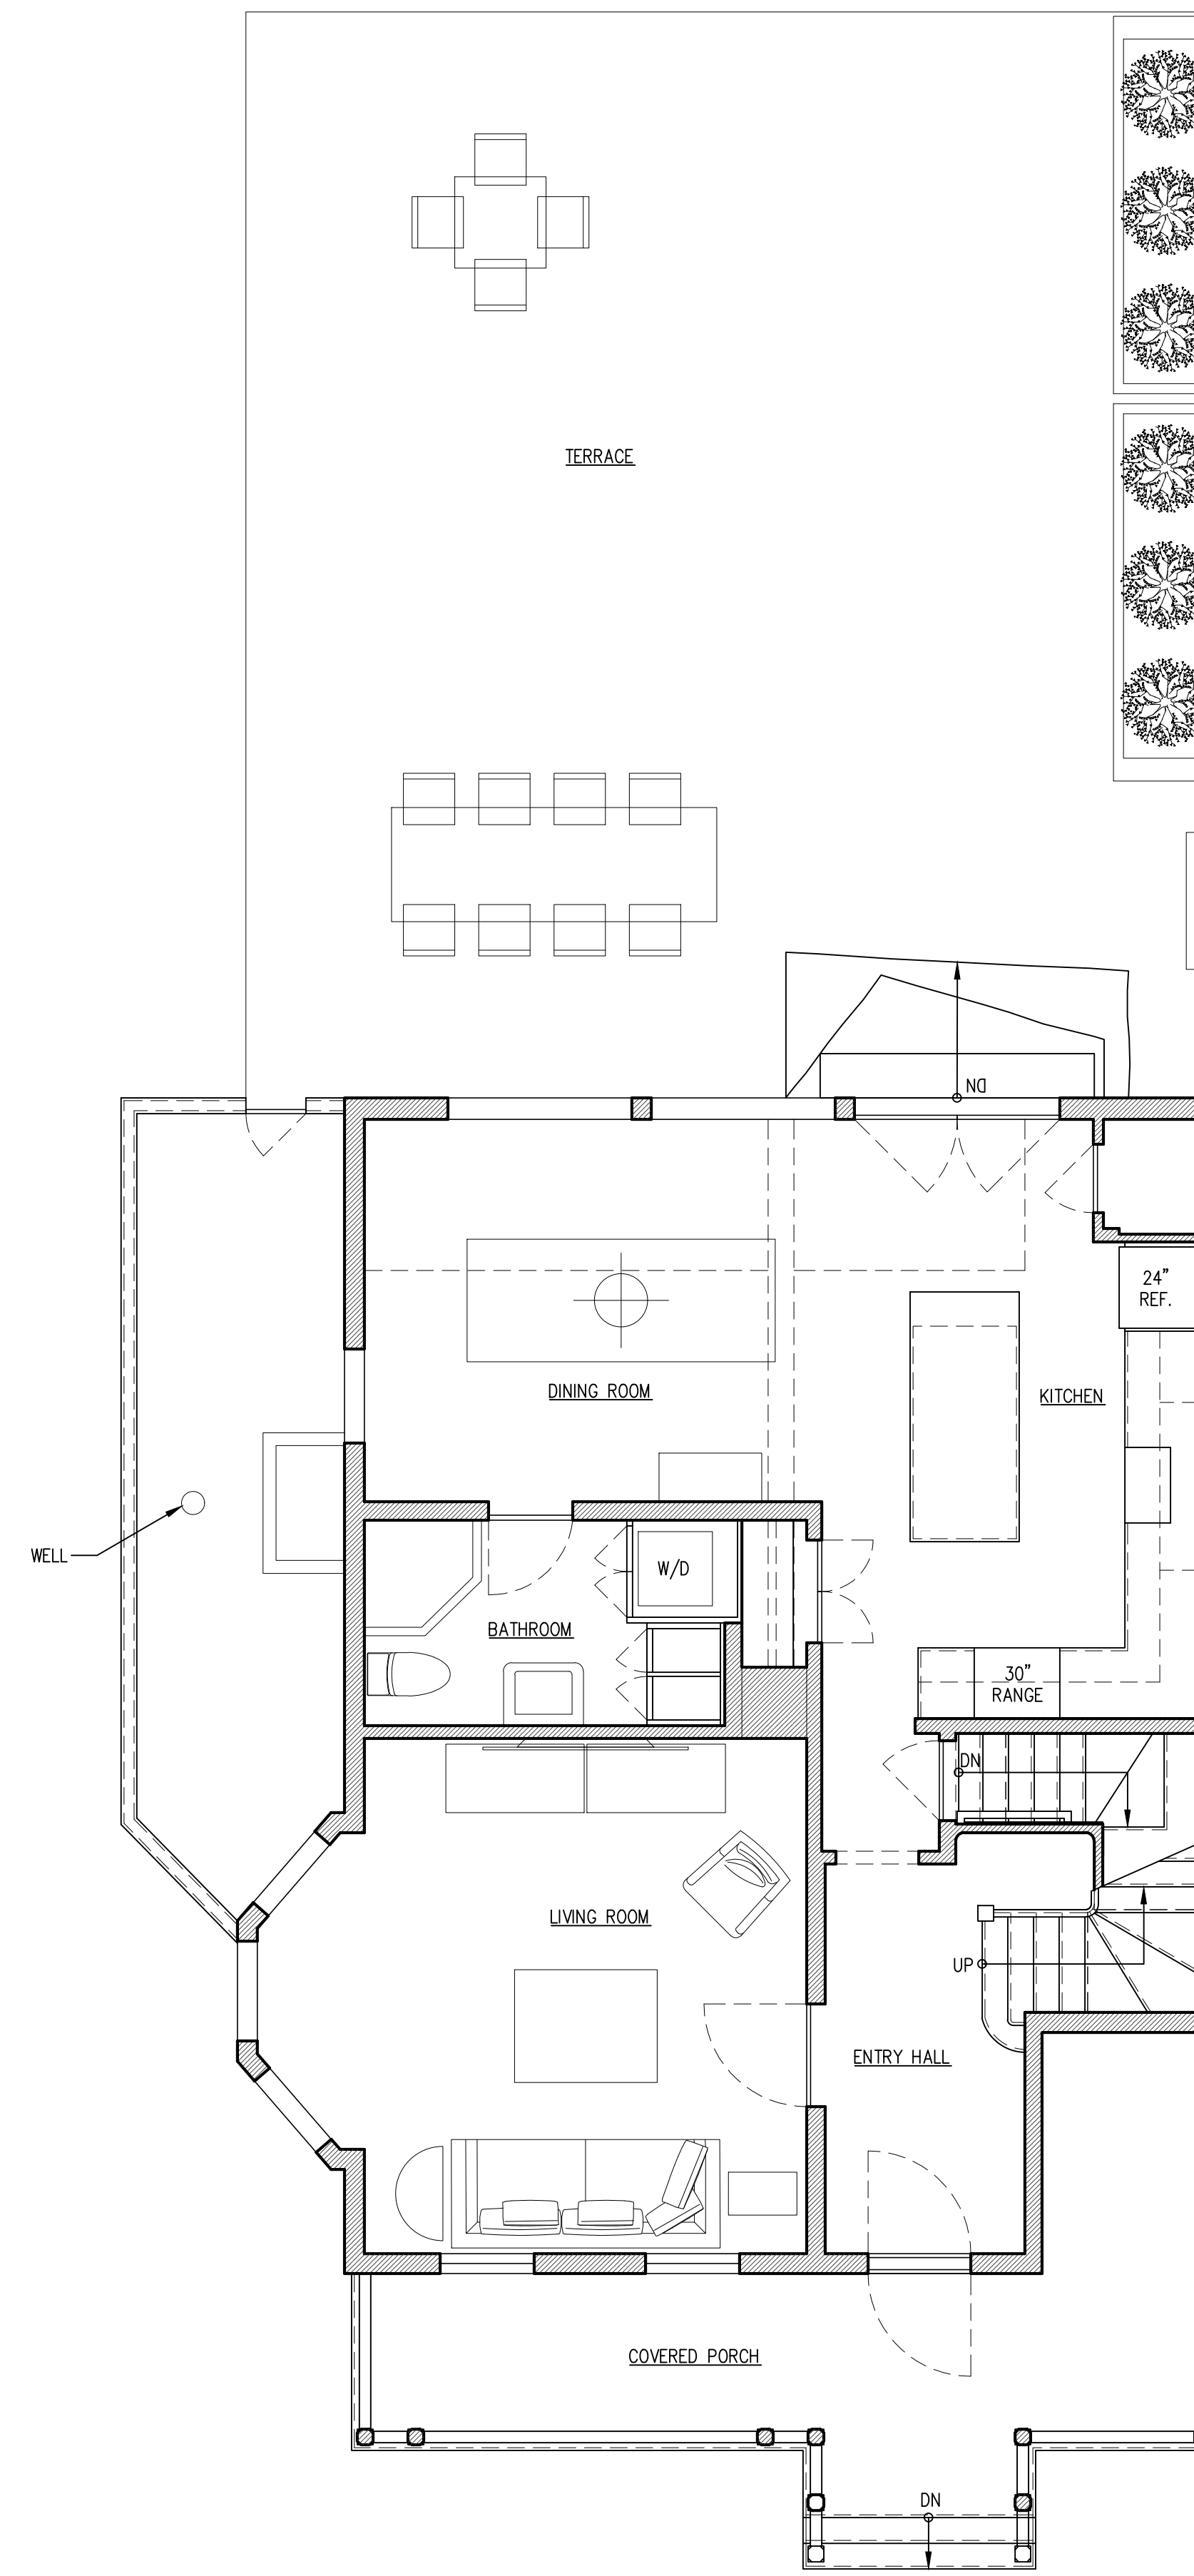 TERRACE
DN
24"
REF.
DINING ROOM
KITCHEN
WELL
W/D
BATHROOM
30"
RANGE
DN
LIVING ROOM
UP
ENTRY HALL
COVERED PORCH
DN